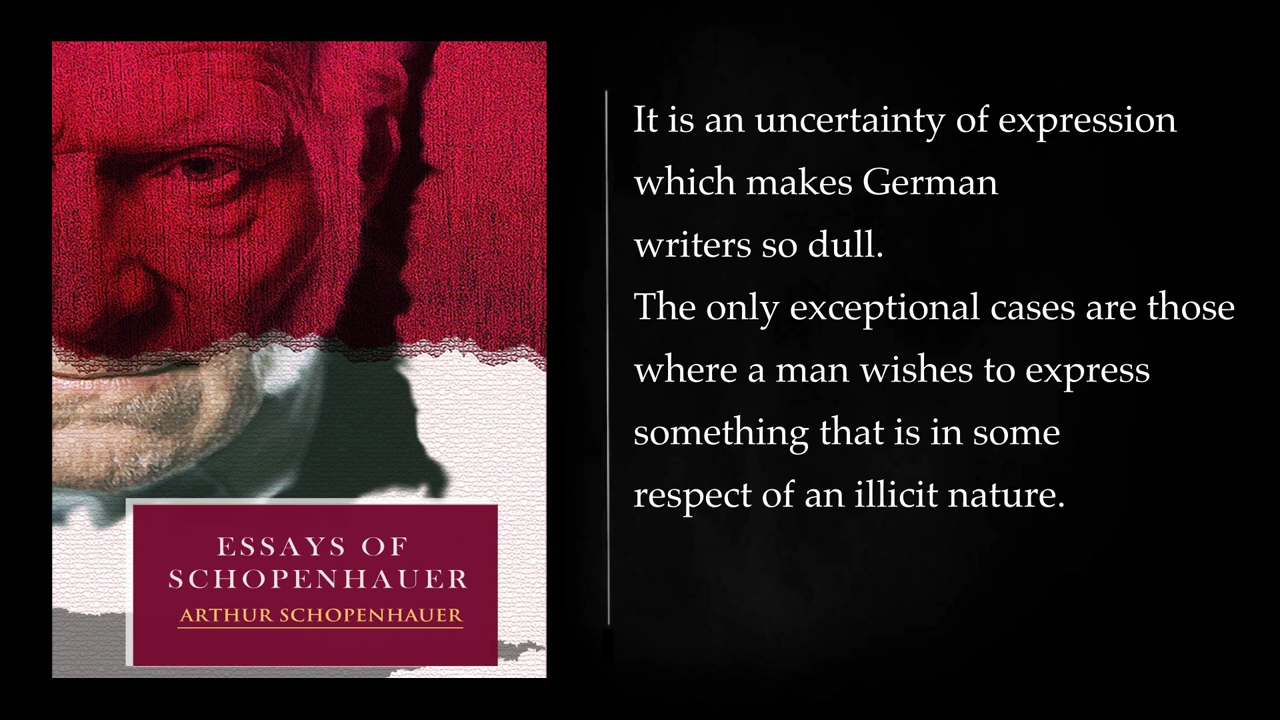 ESSAYS OF
SCHOPENHAUER
ARTHUR SCHOPENHAUER
It is an uncertainty of expression
which makes German
writers so dull.
The only exceptional cases are those
where a man wishes to express
something that is in some
respect of an illicit nature.